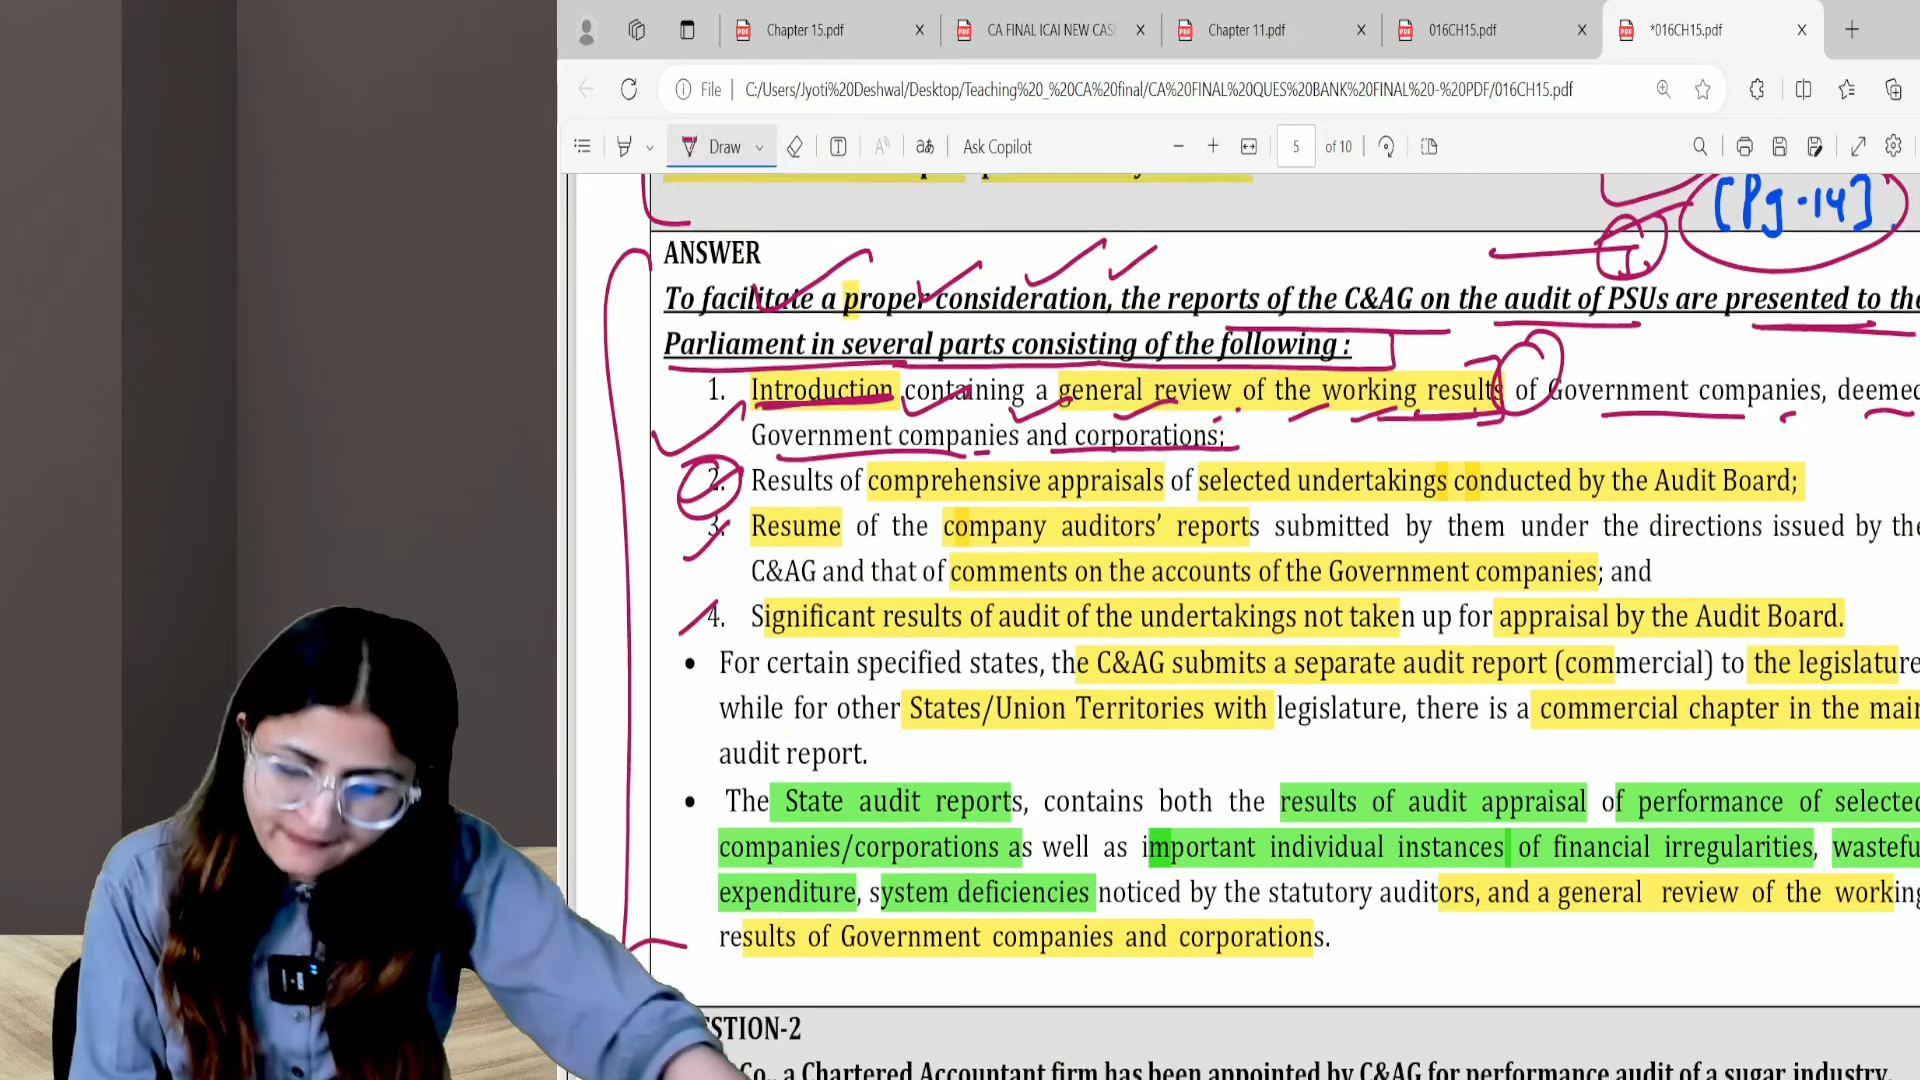 Chapter 15.pdf
CA FINAL ICAI NEW CAS
Chapter 11.pdf
016CH15.pdf
*016CH15.pdf
File
C:/Users/Jyoti%20Deshwal/Desktop/Teaching%20_%20CA%20final/CA%20FINAL%20QUES%20BANK%20FINAL%20-%20PDF/016CH15.pdf
Draw
Ask Copilot
5 of 10
[Pg-14]
ANSWER
To facilitate a proper consideration, the reports of the C&AG on the audit of PSUs are presented to the
Parliament in several parts consisting of the following :
1. Introduction containing a general review of the working results of Government companies, deemed
Government companies and corporations;
2. Results of comprehensive appraisals of selected undertakings conducted by the Audit Board;
3. Resume of the company auditors' reports submitted by them under the directions issued by the
C&AG and that of comments on the accounts of the Government companies; and
4. Significant results of audit of the undertakings not taken up for appraisal by the Audit Board.
• For certain specified states, the C&AG submits a separate audit report (commercial) to the legislature
while for other States/Union Territories with legislature, there is a commercial chapter in the main
audit report.
• The State audit reports, contains both the results of audit appraisal of performance of selected
companies/corporations as well as important individual instances of financial irregularities, wasteful
expenditure, system deficiencies noticed by the statutory auditors, and a general review of the working
results of Government companies and corporations.
STION-2
Co., a Chartered Accountant firm has been appointed by C&AG for performance audit of a sugar industry.